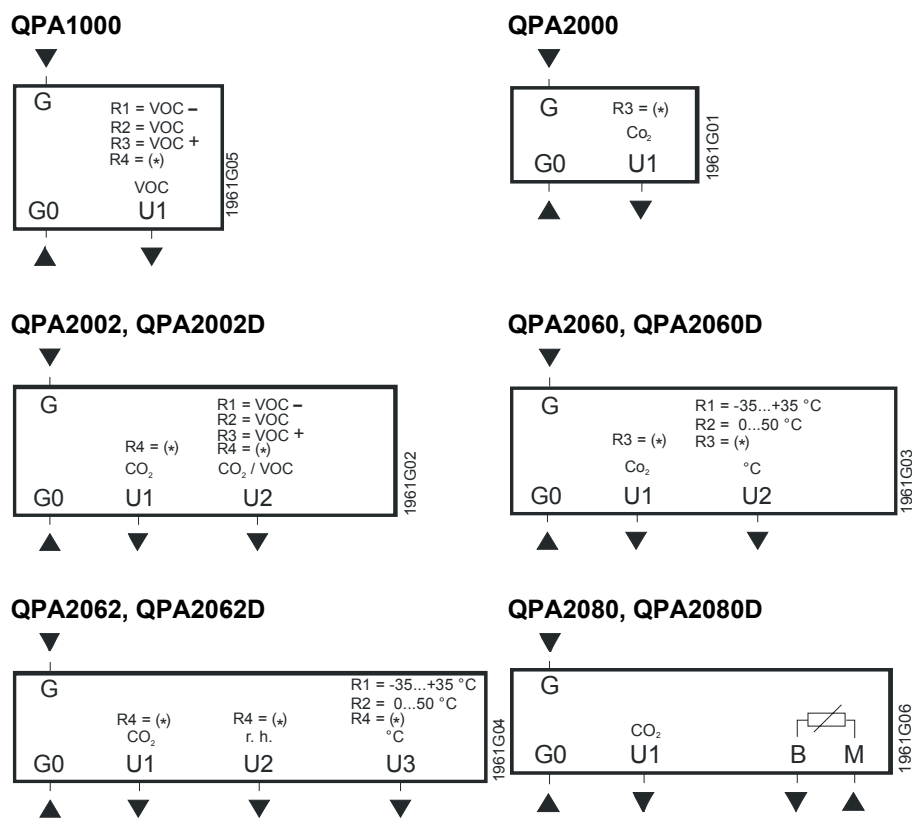 QPA1000
G
R1 = VOC –
R2 = VOC
R3 = VOC +
R4 = (*)
VOC
G0 U1
1961G05
QPA2000
G
R3 = (*)
Co2
G0 U1
1961G01
QPA2002, QPA2002D
G
R4 = (*)
CO2
R1 = VOC –
R2 = VOC
R3 = VOC +
R4 = (*)
CO2 / VOC
G0 U1 U2
1961G02
QPA2060, QPA2060D
G
R3 = (*)
Co2
R1 = -35...+35 °C
R2 = 0...50 °C
R3 = (*)
°C
G0 U1 U2
1961G03
QPA2062, QPA2062D
G
R4 = (*)
CO2
R4 = (*)
r. h.
R1 = -35...+35 °C
R2 = 0...50 °C
R4 = (*)
°C
G0 U1 U2 U3
1961G04
QPA2080, QPA2080D
G
CO2
G0 U1 B M
1961G06